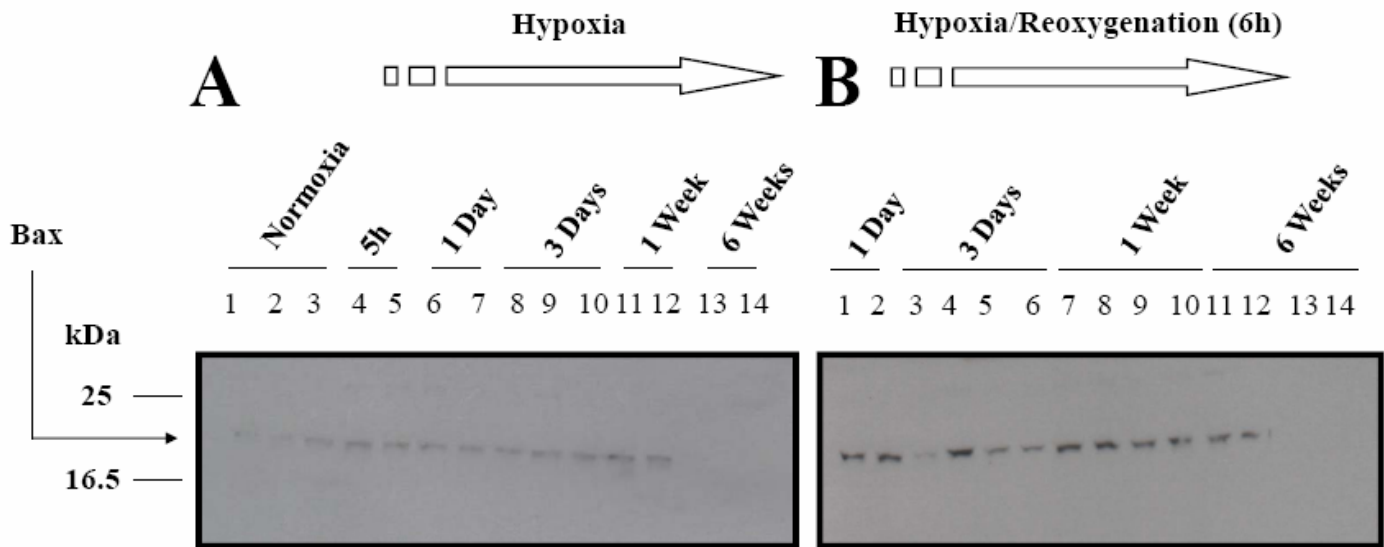 Hypoxia
Hypoxia/Reoxygenation (6h)
A
B
Normoxia
5h
1 Day
3 Days
1 Week
6 Weeks
1 Day
3 Days
1 Week
6 Weeks
Bax
1 2 3 4 5 6 7 8 9 10 11 12 13 14
1 2 3 4 5 6 7 8 9 10 11 12 13 14
kDa
25
16.5